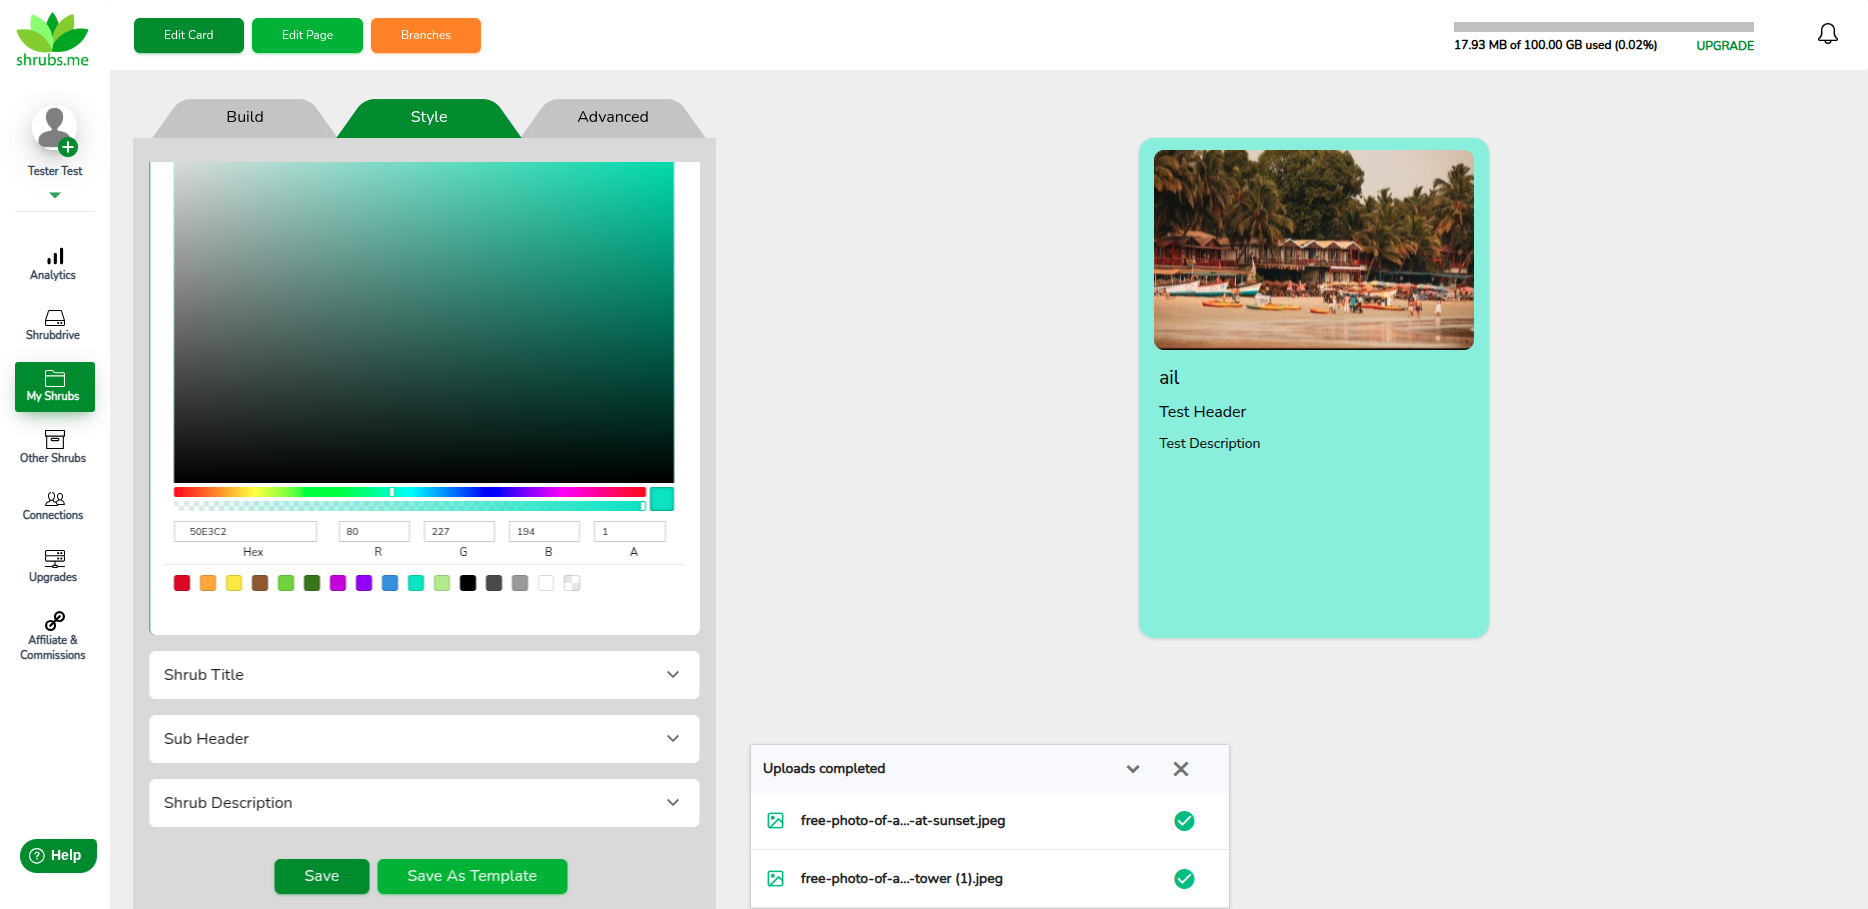 shrubs.me
Edit Card
Edit Page
Branches
17.93 MB of 100.00 GB used (0.02%)
UPGRADE
Tester Test
Analytics
Shrubdrive
My Shrubs
Other Shrubs
Connections
Upgrades
Affiliate &
Commissions
Help
Build
Style
Advanced
50E3C2
80
227
194
1
Hex
R
G
B
A
Shrub Title
Sub Header
Shrub Description
Save
Save As Template
ail
Test Header
Test Description
Uploads completed
free-photo-of-a...-at-sunset.jpeg
free-photo-of-a...-tower (1).jpeg